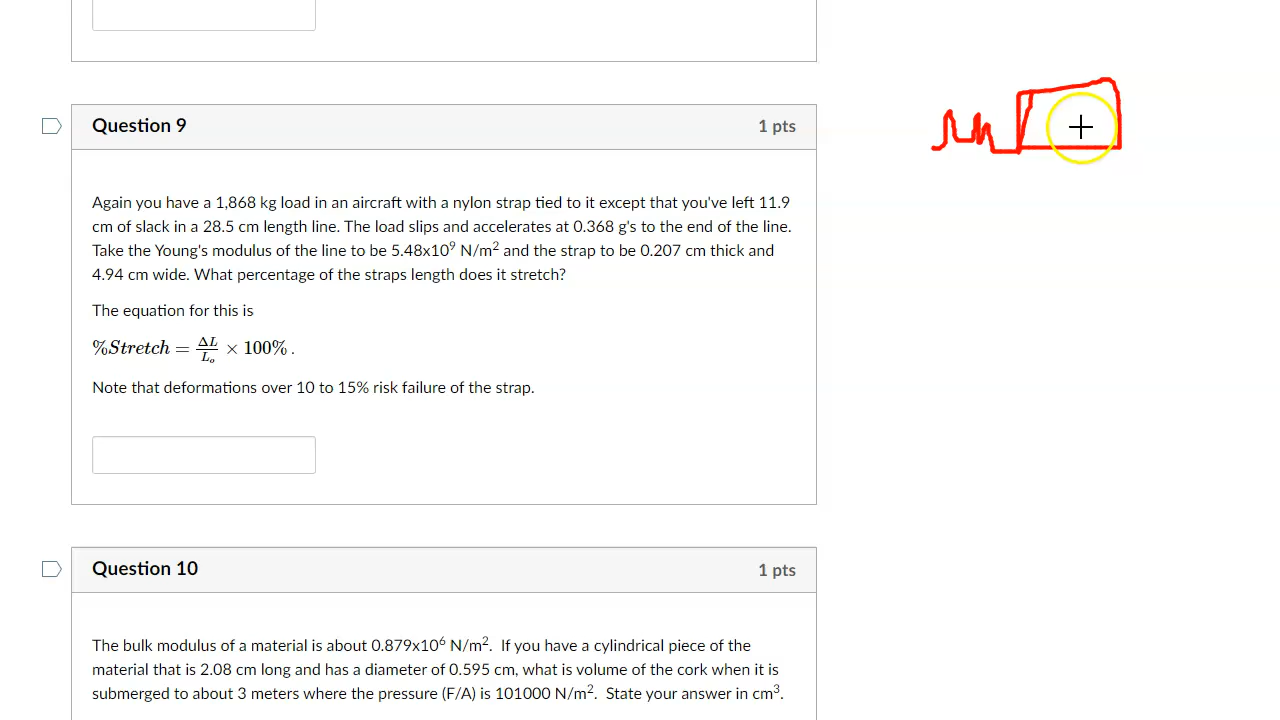 Question 9
1 pts
Again you have a 1,868 kg load in an aircraft with a nylon strap tied to it except that you've left 11.9
cm of slack in a 28.5 cm length line. The load slips and accelerates at 0.368 g's to the end of the line.
Take the Young's modulus of the line to be 5.48x10⁹ N/m² and the strap to be 0.207 cm thick and
4.94 cm wide. What percentage of the straps length does it stretch?
The equation for this is
%Stretch = ΔL/Lₒ × 100% .
Note that deformations over 10 to 15% risk failure of the strap.
Question 10
1 pts
The bulk modulus of a material is about 0.879x10⁶ N/m². If you have a cylindrical piece of the
material that is 2.08 cm long and has a diameter of 0.595 cm, what is volume of the cork when it is
submerged to about 3 meters where the pressure (F/A) is 101000 N/m². State your answer in cm³.